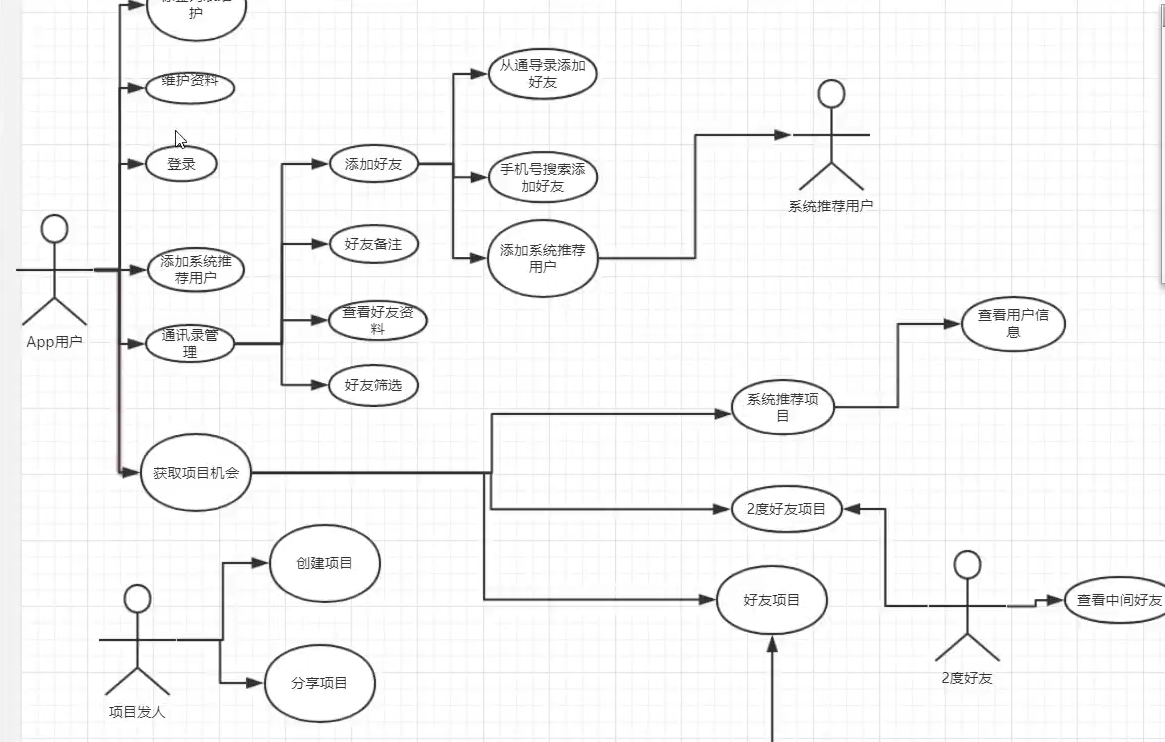 护
维护资料
登录
添加系统推
荐用户
通讯录管
理
App用户
获取项目机会
添加好友
好友备注
查看好友资
料
好友筛选
从通导录添加
好友
手机号搜索添
加好友
添加系统推荐
用户
系统推荐用户
查看用户信
息
系统推荐项
目
2度好友项目
好友项目
2度好友
查看中间好友
创建项目
分享项目
项目发人